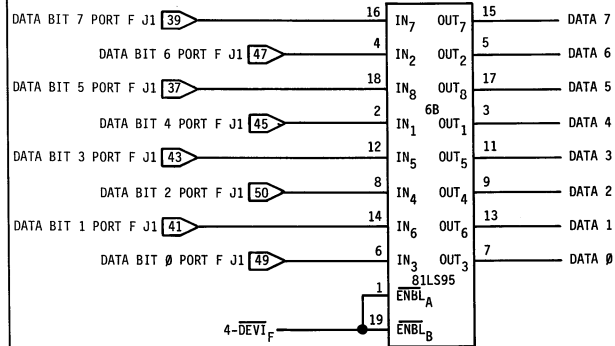 DATA BIT 7 PORT F J1 39 16 IN7 OUT7 15 DATA 7
DATA BIT 6 PORT F J1 47 4 IN2 OUT2 5 DATA 6
DATA BIT 5 PORT F J1 37 18 IN8 OUT8 17 DATA 5
6B
DATA BIT 4 PORT F J1 45 2 IN1 OUT1 3 DATA 4
DATA BIT 3 PORT F J1 43 12 IN5 OUT5 11 DATA 3
DATA BIT 2 PORT F J1 50 8 IN4 OUT4 9 DATA 2
DATA BIT 1 PORT F J1 41 14 IN6 OUT6 13 DATA 1
DATA BIT Ø PORT F J1 49 6 IN3 OUT3 7 DATA Ø
81LS95
1 ENBLA
4-DEVIF 19 ENBLB